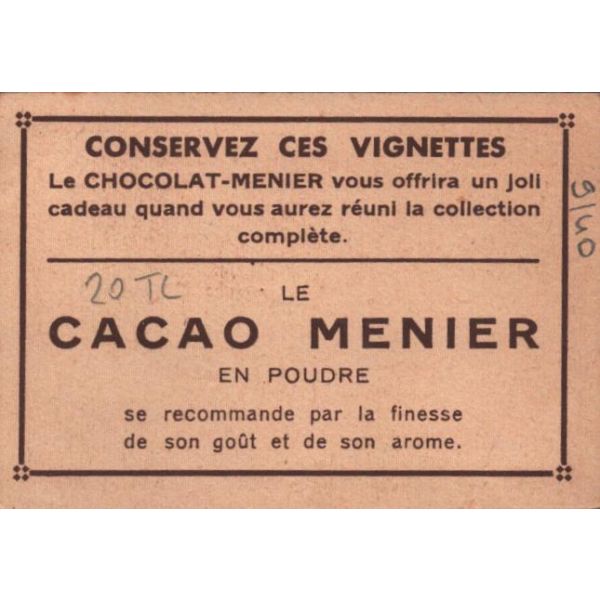 CONSERVEZ CES VIGNETTES
Le CHOCOLAT-MENIER vous offrira un joli
cadeau quand vous aurez réuni la collection
complète.
9/40
20 TL
LE
CACAO MENIER
EN POUDRE
se recommande par la finesse
de son goût et de son arome.